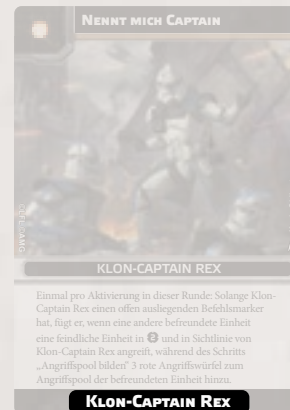 Nennt mich Captain
KLON-CAPTAIN REX
Einmal pro Aktivierung in dieser Runde: Solange Klon-
Captain Rex einen offen ausliegenden Befehlsmarker
hat, fügt er, wenn eine andere befreundete Einheit
eine feindliche Einheit in 2 und in Sichtlinie von
Klon-Captain Rex angreift, während des Schritts
„Angriffspool bilden“ 3 rote Angriffswürfel zum
Angriffspool der befreundeten Einheit hinzu.
Klon-Captain Rex